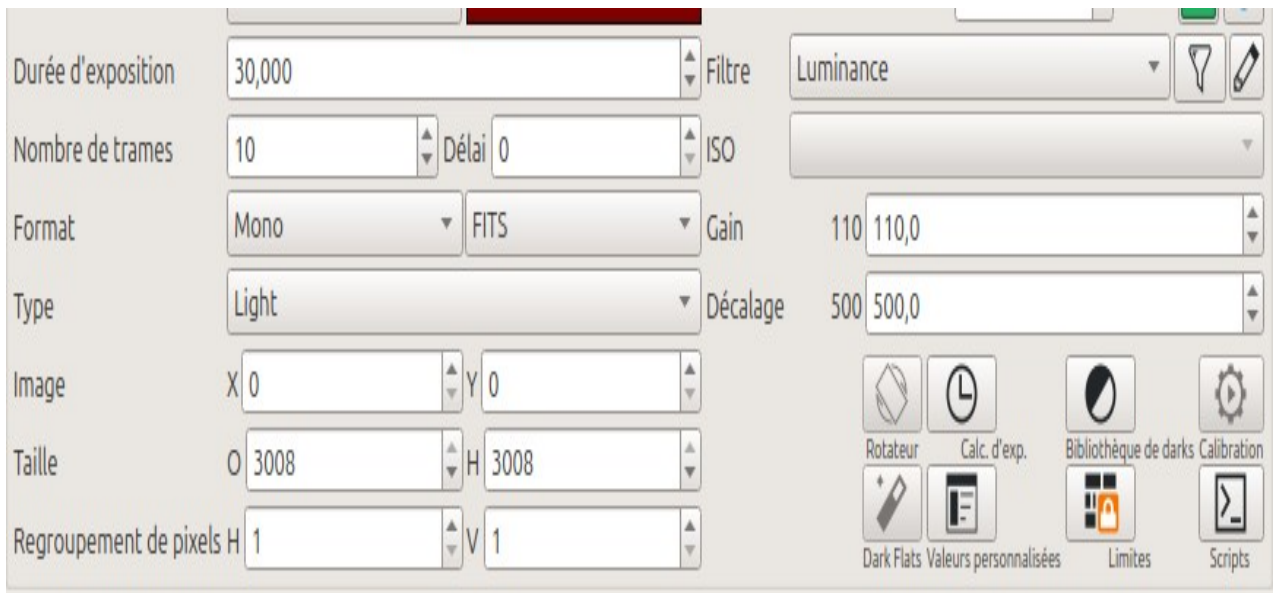 Durée d'exposition 30,000 Filtre Luminance
Nombre de trames 10 Délai 0 ISO
Format Mono FITS Gain 110 110,0
Type Light Décalage 500 500,0
Image X 0 Y 0
Taille O 3008 H 3008
Rotateur Calc. d'exp. Bibliothèque de darks Calibration
Regroupement de pixels H 1 V 1
Dark Flats Valeurs personnalisées Limites Scripts